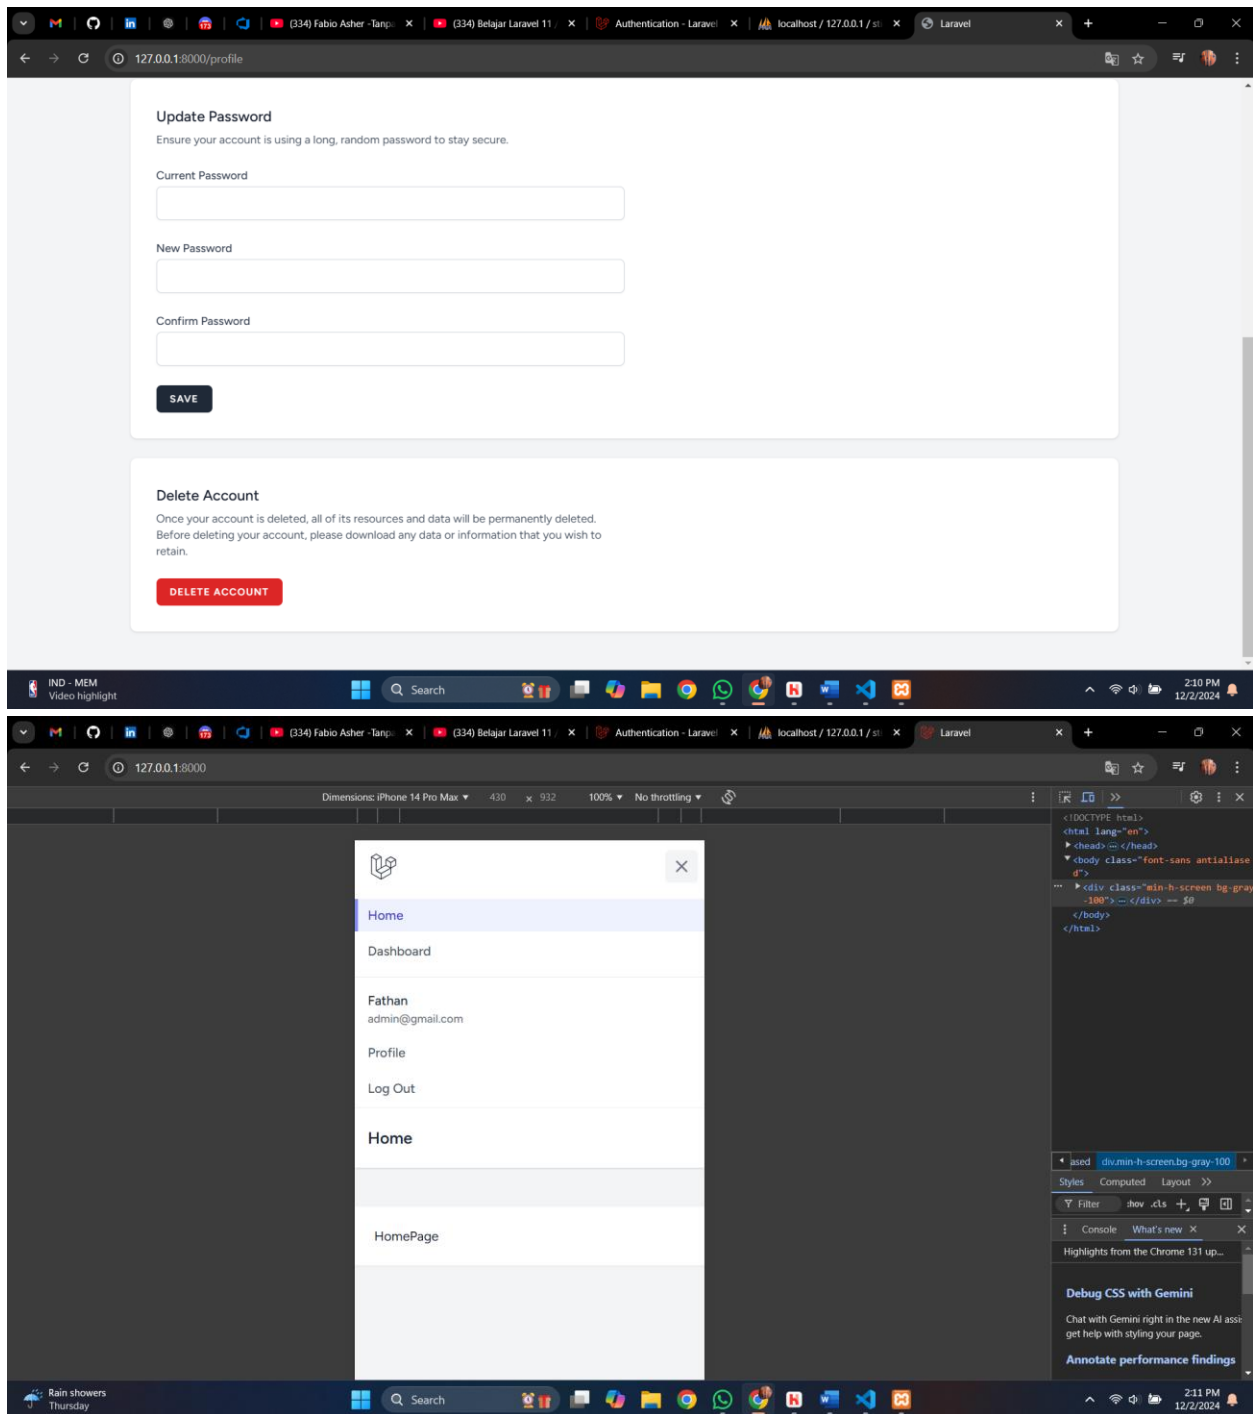 (334) Fabio Asher -Tanpa
(334) Belajar Laravel 11 /
Authentication - Laravel
localhost / 127.0.0.1 / st
Laravel
127.0.0.1:8000/profile
Update Password
Ensure your account is using a long, random password to stay secure.
Current Password
New Password
Confirm Password
SAVE
Delete Account
Once your account is deleted, all of its resources and data will be permanently deleted.
Before deleting your account, please download any data or information that you wish to
retain.
DELETE ACCOUNT
IND - MEM
Video highlight
Search
2:10 PM
12/2/2024
(334) Fabio Asher -Tanpa
(334) Belajar Laravel 11 /
Authentication - Laravel
localhost / 127.0.0.1 / st
Laravel
127.0.0.1:8000
Dimensions: iPhone 14 Pro Max 430 x 932 100% No throttling
<!DOCTYPE html>
<html lang="en">
<head> </head>
<body class="font-sans antialiase
d">
<div class="min-h-screen bg-gray
-100"> </div> == $0
</body>
</html>
Home
Dashboard
Fathan
admin@gmail.com
Profile
Log Out
Home
HomePage
ased div.min-h-screen.bg-gray-100
Styles Computed Layout
Filter :hov .cls
Console What's new
Highlights from the Chrome 131 up...
Debug CSS with Gemini
Chat with Gemini right in the new AI assi
get help with styling your page.
Annotate performance findings
Rain showers
Thursday
Search
2:11 PM
12/2/2024